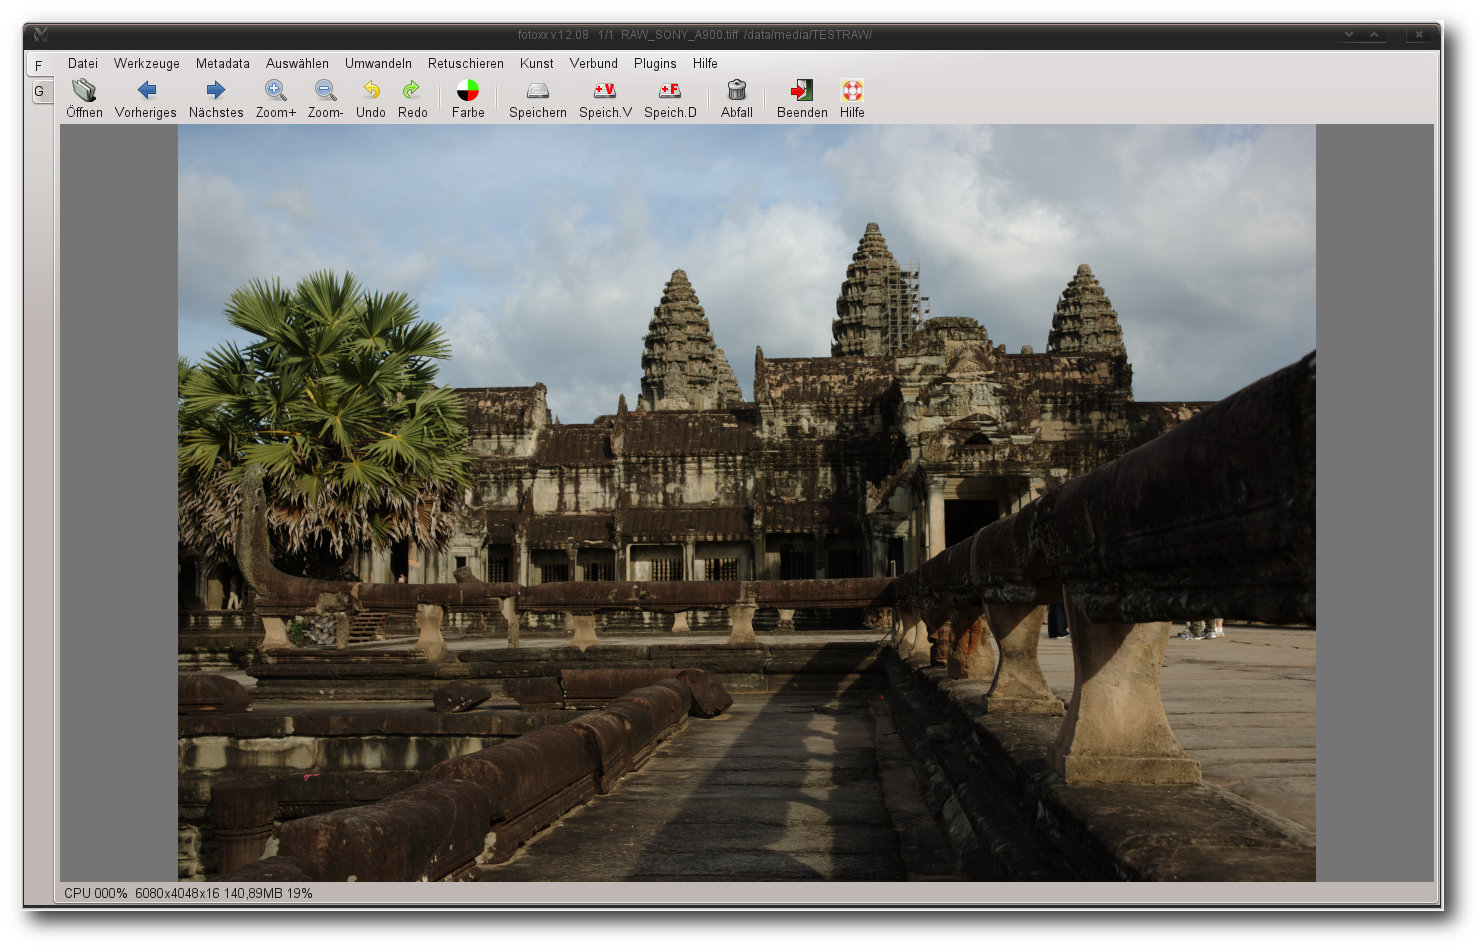 fotoxx v.12.08 1/1 RAW_SONY_A900.tiff /data/media/TESTRAW/
F
G
Datei Werkzeuge Metadata Auswählen Umwandeln Retuschieren Kunst Verbund Plugins Hilfe
+V +F
Öffnen Vorheriges Nächstes Zoom+ Zoom- Undo Redo Farbe Speichern Speich.V Speich.D Abfall Beenden Hilfe
CPU 000% 6080x4048x16 140,89MB 19%